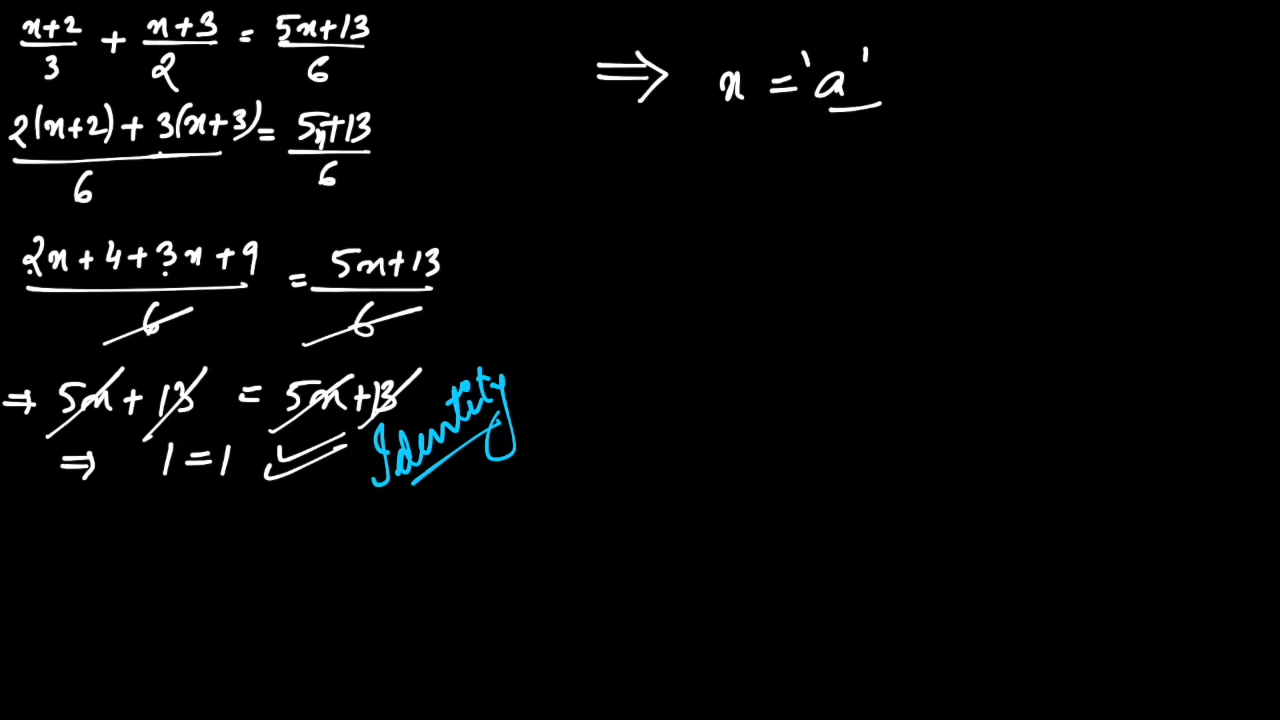 x+2/3 + x+3/2 = 5x+13/6
2(x+2) + 3(x+3)/6 = 5x+13/6
2x + 4 + 3x + 9/6 = 5x+13/6
⇒ 5x + 13 = 5x + 13
⇒ 1 = 1
Identity
⇒ x = 'a'